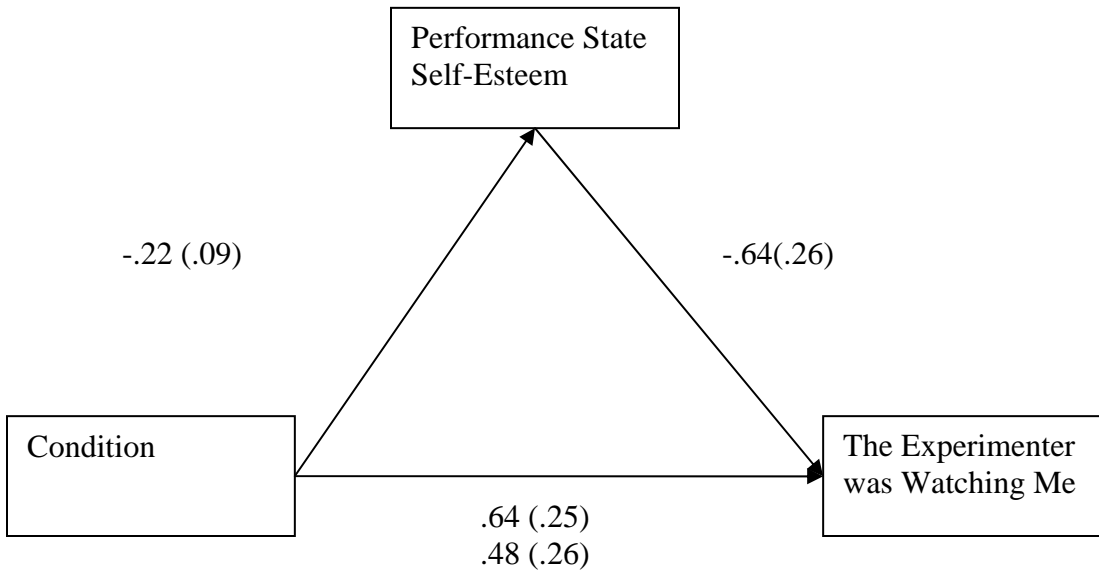 Performance State
Self-Esteem
-.22 (.09)
-.64(.26)
Condition
The Experimenter
was Watching Me
.64 (.25)
.48 (.26)